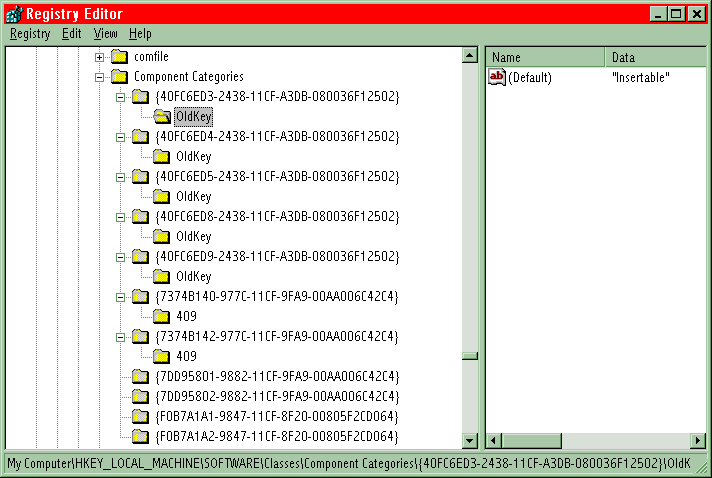 Registry Editor
Registry Edit View Help
comfile
Component Categories
{40FC6ED3-2438-11CF-A3DB-080036F12502}
OldKey
{40FC6ED4-2438-11CF-A3DB-080036F12502}
OldKey
{40FC6ED5-2438-11CF-A3DB-080036F12502}
OldKey
{40FC6ED8-2438-11CF-A3DB-080036F12502}
OldKey
{40FC6ED9-2438-11CF-A3DB-080036F12502}
OldKey
{7374B140-977C-11CF-9FA9-00AA006C42C4}
409
{7374B142-977C-11CF-9FA9-00AA006C42C4}
409
{7DD95801-9882-11CF-9FA9-00AA006C42C4}
{7DD95802-9882-11CF-9FA9-00AA006C42C4}
{F0B7A1A1-9847-11CF-8F20-00805F2CD064}
{F0B7A1A2-9847-11CF-8F20-00805F2CD064}
Name Data
ab (Default) "Insertable"
My Computer\HKEY_LOCAL_MACHINE\SOFTWARE\Classes\Component Categories\{40FC6ED3-2438-11CF-A3DB-080036F12502}\OldK